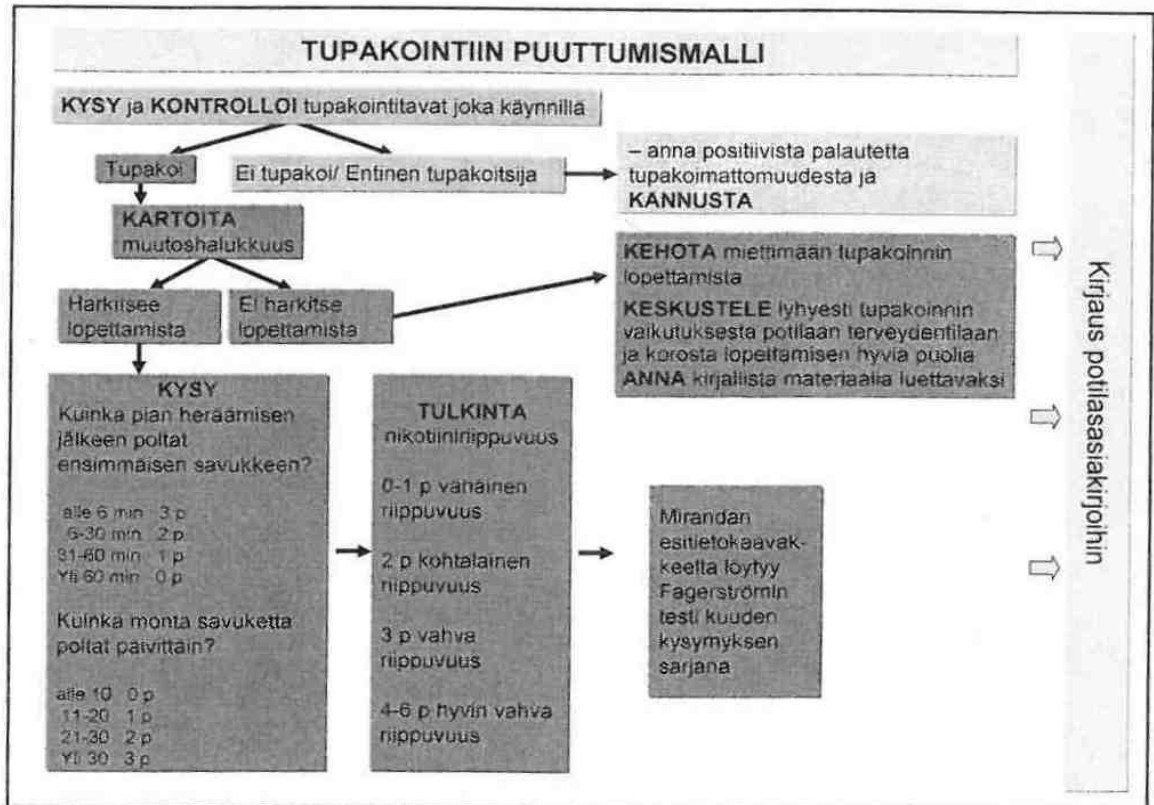 TUPAKOINTIIN PUUTTUMISMALLI
KYSY ja KONTROLLOI tupakointitavat joka käynnillä
Tupakoi
Ei tupakoi/ Entinen tupakoitsija
– anna positiivista palautetta
tupakoimattomuudesta ja
KANNUSTA
KARTOITA
muutoshalukkuus
Harkitsee
lopettamista
Ei harkitse
lopettamista
KEHOTA miettimään tupakoinnin
lopettamista
KESKUSTELE lyhyesti tupakoinnin
vaikutuksesta potilaan terveydentilaan
ja korosta lopettamisen hyviä puolia
ANNA kirjallista materiaalia luettavaksi
KYSY
Kuinka pian heräämisen
jälkeen poltat
ensimmäisen savukkeen?
alle 6 min 3 p
6-30 min 2 p
31-60 min 1 p
Yli 60 min 0 p
Kuinka monta savuketta
poltat päivittäin?
alle 10 0 p
11-20 1 p
21-30 2 p
Yli 30 3 p
TULKINTA
nikotiiniriippuvuus
0-1 p vähäinen
riippuvuus
2 p kohtalainen
riippuvuus
3 p vahva
riippuvuus
4-6 p hyvin vahva
riippuvuus
Mirandan
esitietokaavak-
keelta löytyy
Fagerströmin
testi kuuden
kysymyksen
sarjana
Kirjaus potilasasiakirjoihin